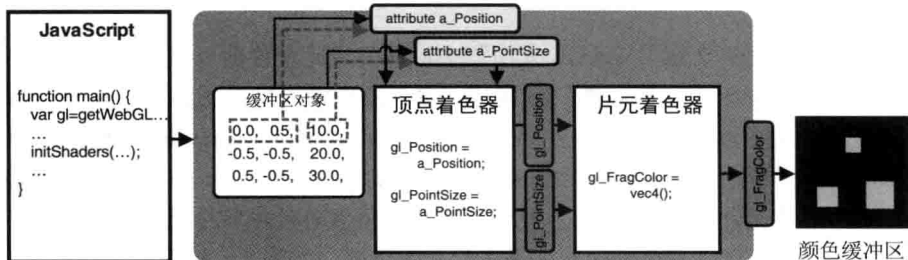 JavaScript
function main() {
var gl=getWebGL…
…
initShaders(…);
…
}
attribute a_Position
attribute a_PointSize
缓冲区对象
0.0, 0.5, 10.0,
-0.5, -0.5, 20.0,
0.5, -0.5, 30.0,
顶点着色器
gl_Position =
a_Position;
gl_PointSize =
a_PointSize;
gl_Position
gl_PointSize
片元着色器
gl_FragColor =
vec4();
gl_FragColor
颜色缓冲区